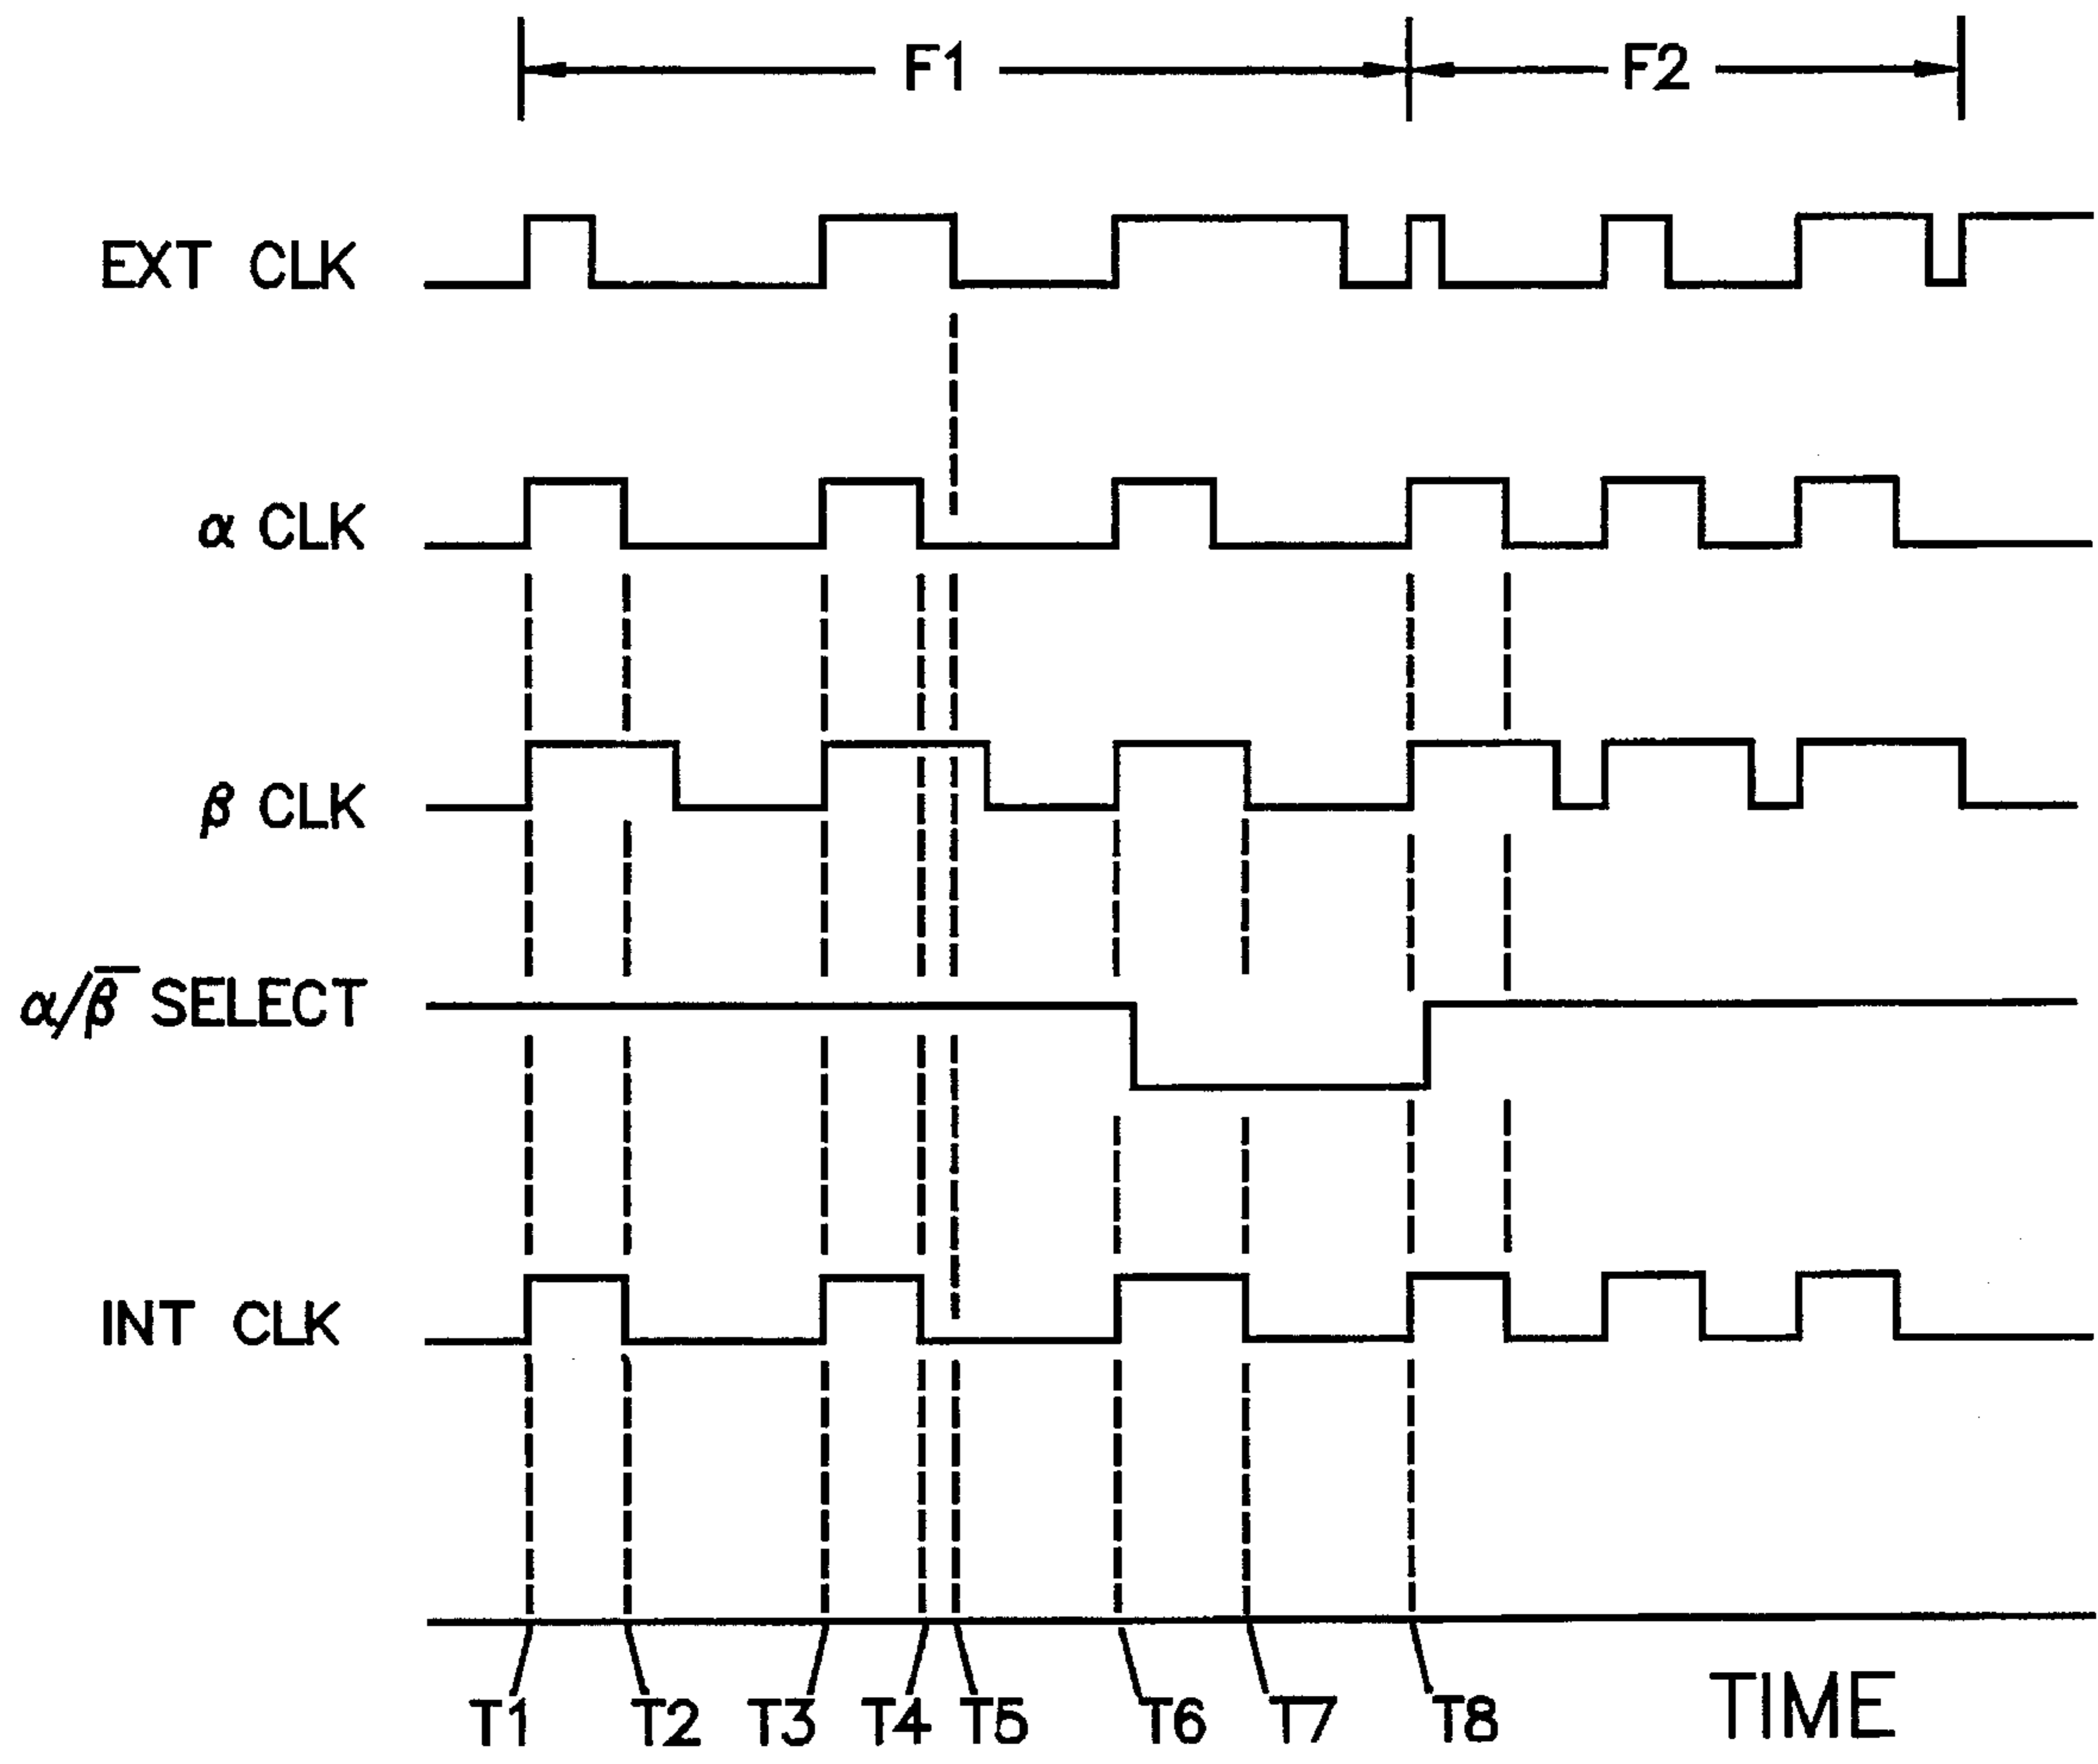 F1 F2
EXT CLK
α CLK
β CLK
α/β̅ SELECT
INT CLK
T1 T2 T3 T4 T5 T6 T7 T8 TIME